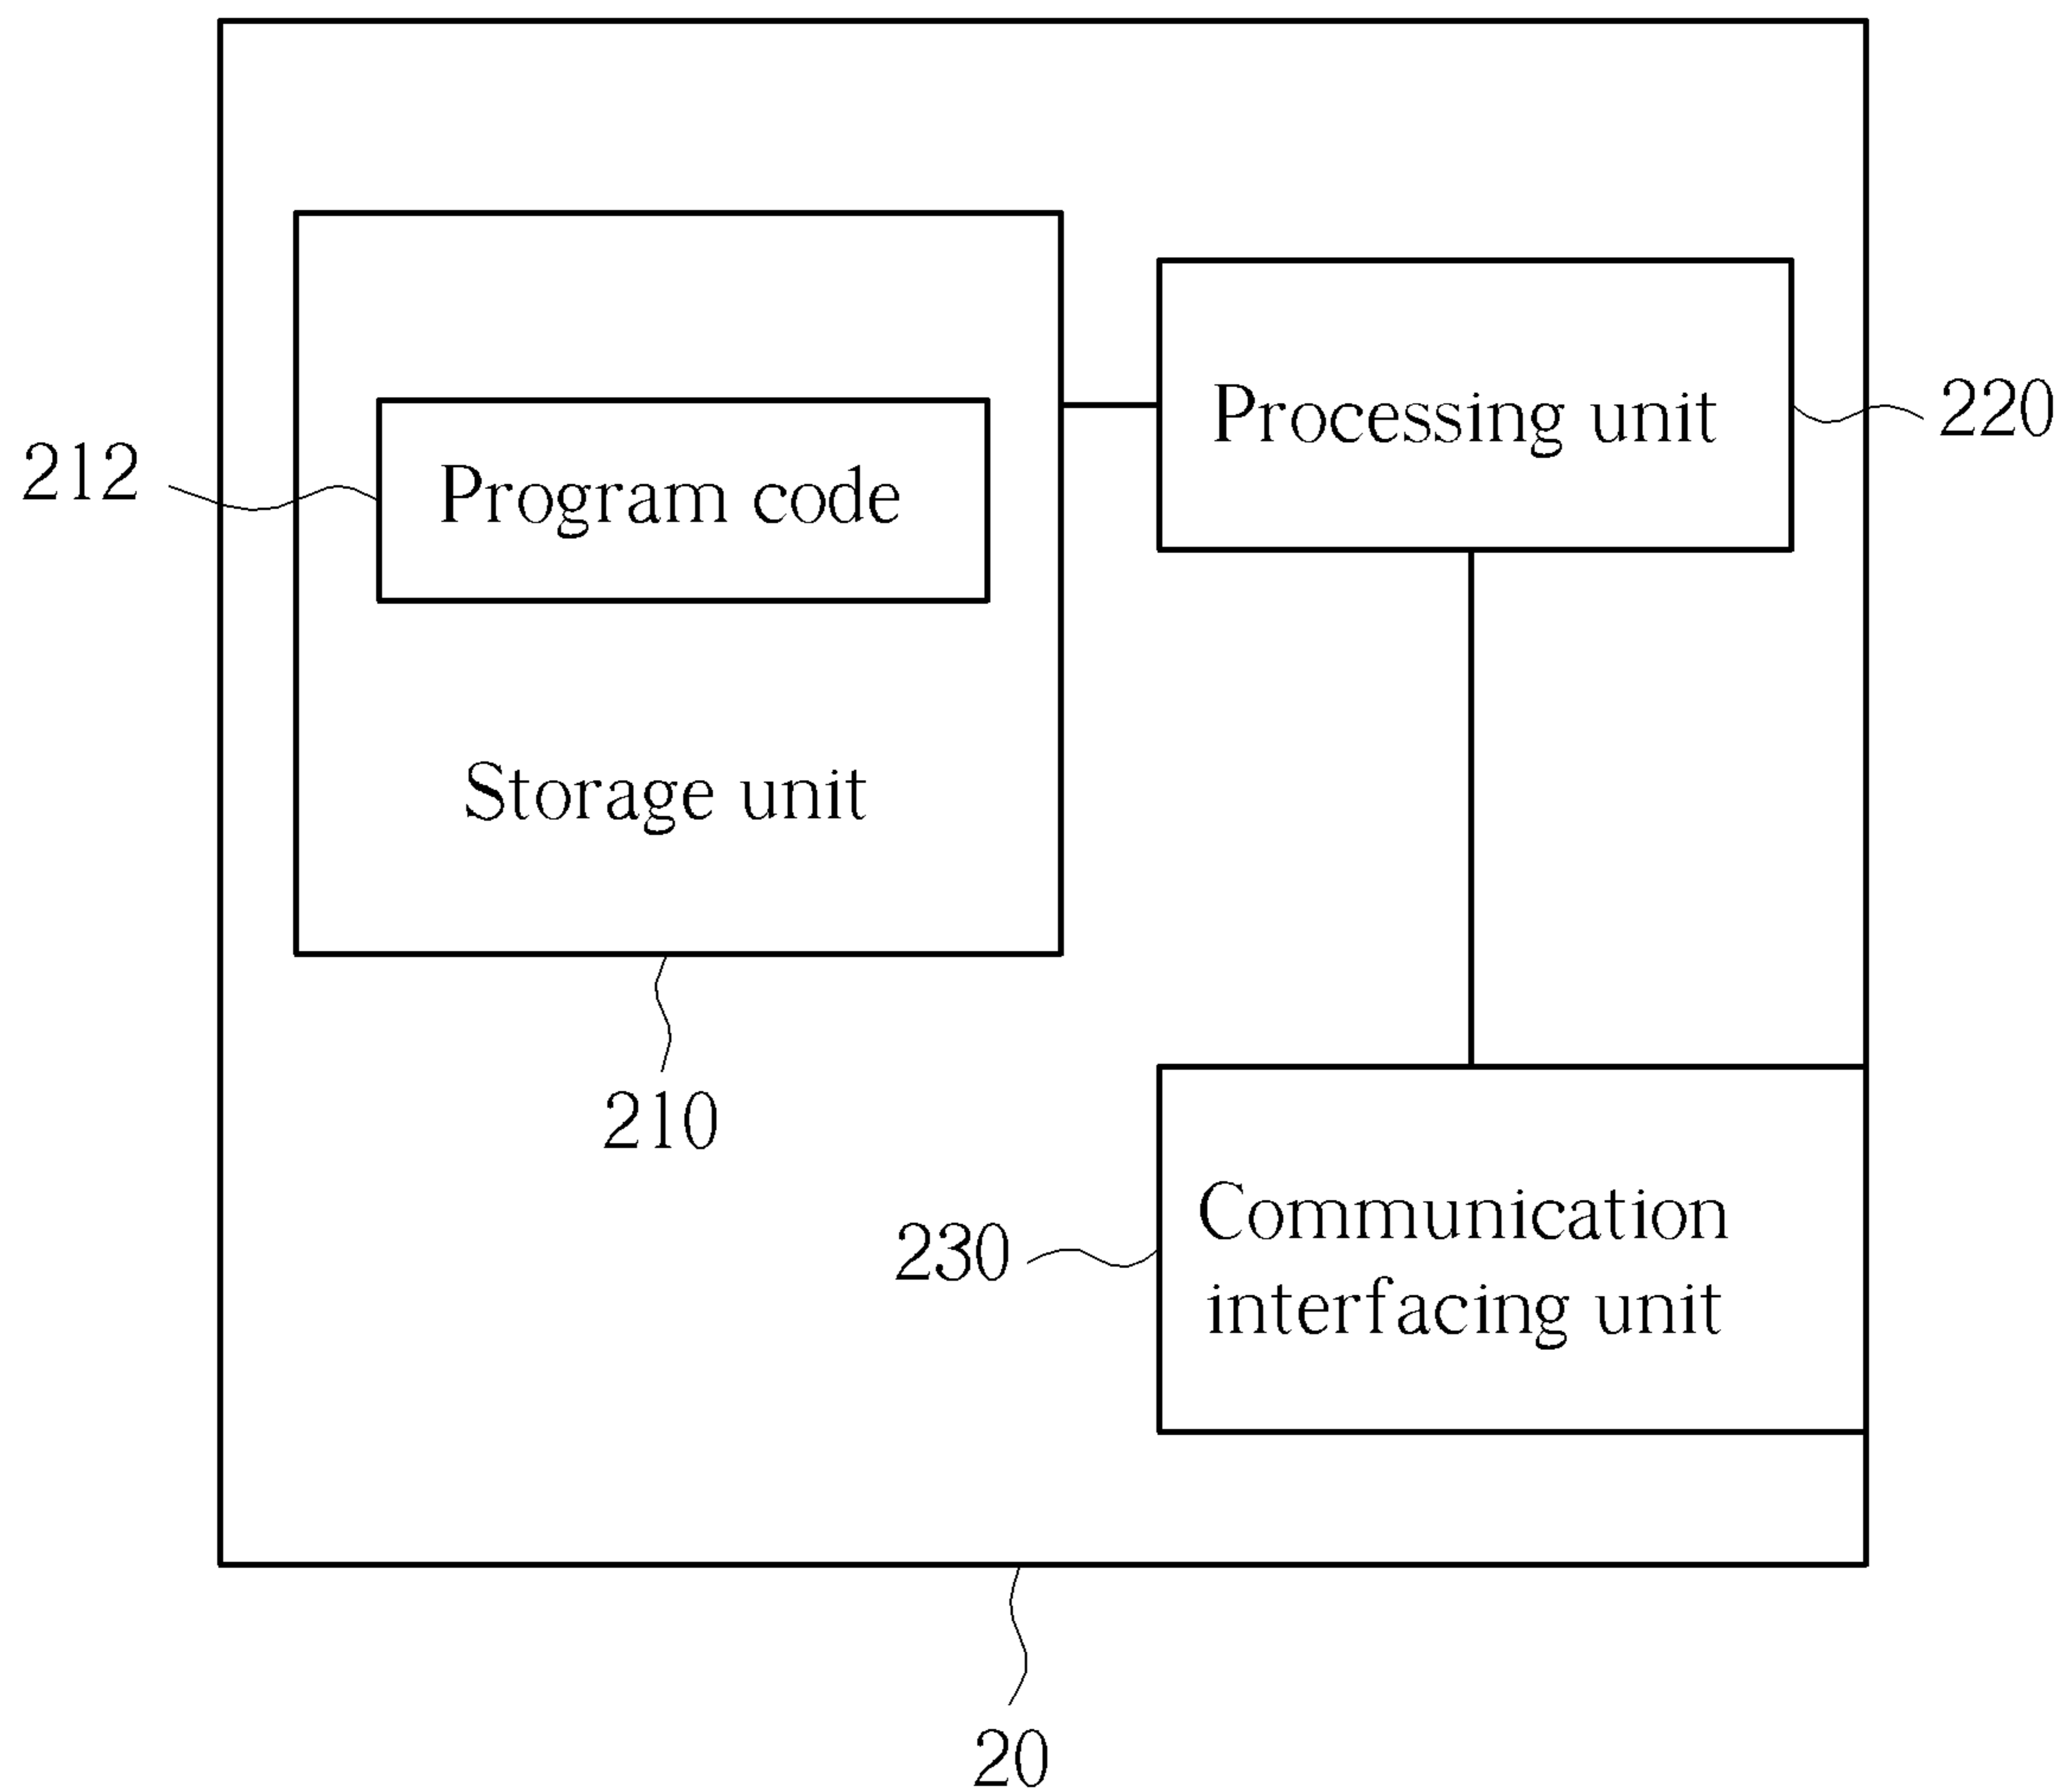 Processing unit
220
212
Program code
Storage unit
210
230
Communication
interfacing unit
20